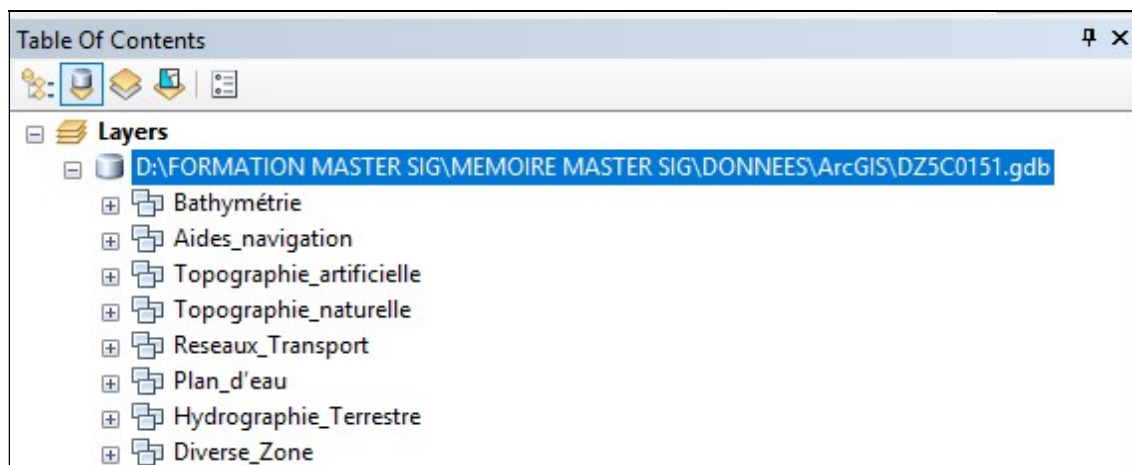 Table Of Contents
Layers
D:\FORMATION MASTER SIG\MEMOIRE MASTER SIG\DONNEES\ArcGIS\DZ5C0151.gdb
Bathymétrie
Aides_navigation
Topographie_artificielle
Topographie_naturelle
Reseaux_Transport
Plan_d'eau
Hydrographie_Terrestre
Diverse_Zone